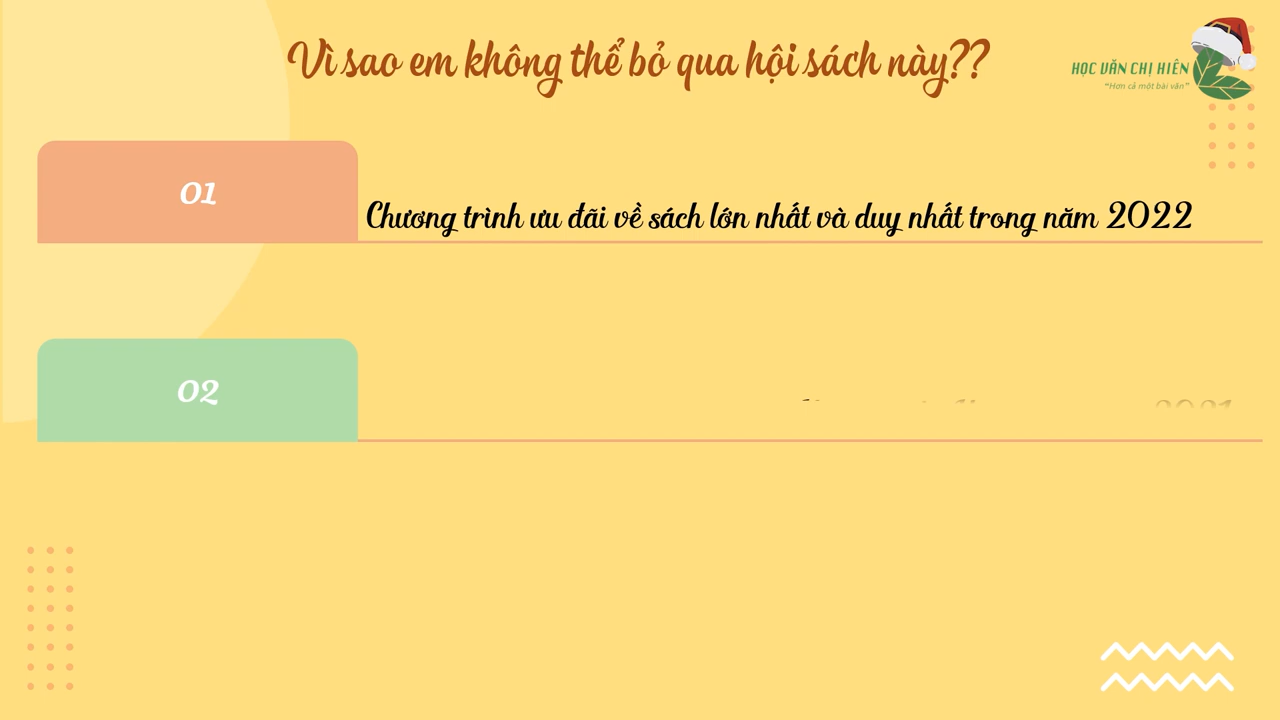 Vì sao em không thể bỏ qua hội sách này??
HỌC VĂN CHỊ HIÊN
"Hơn cả một bài văn"
01
Chương trình ưu đãi về sách lớn nhất và duy nhất trong năm 2022
02